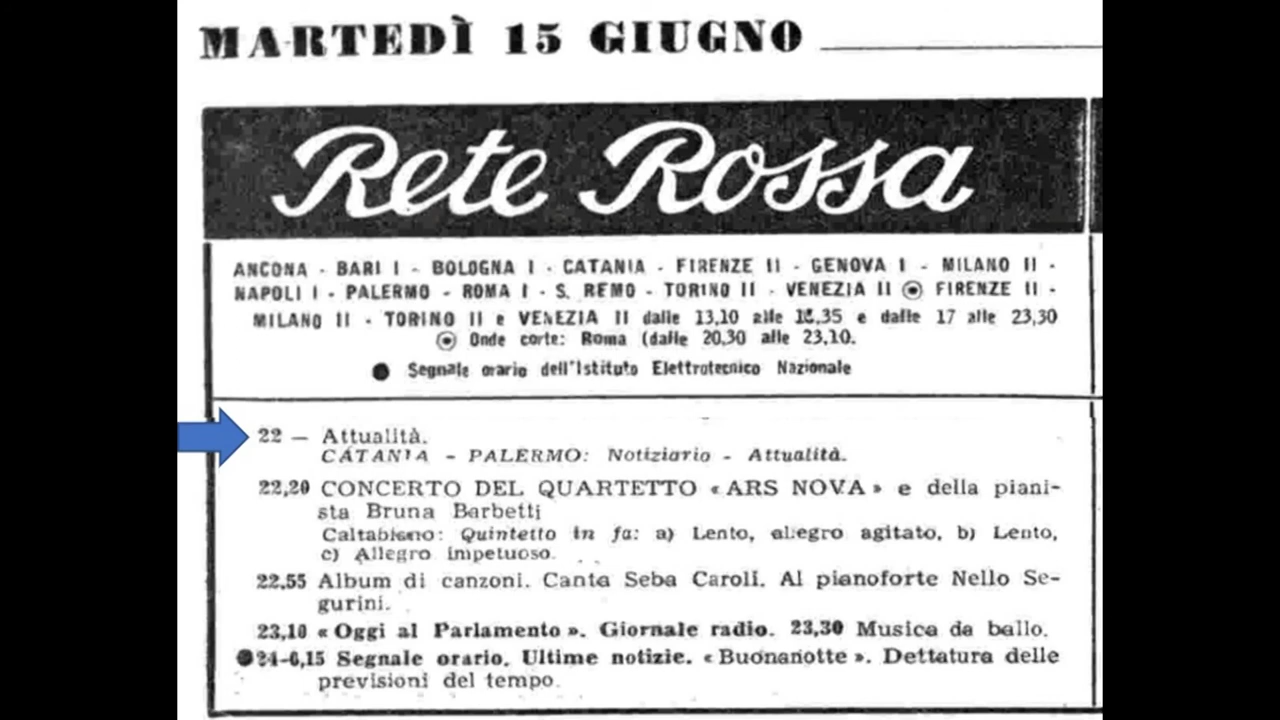 MARTEDÌ 15 GIUGNO
Rete Rossa
ANCONA - BARI I - BOLOGNA I - CATANIA - FIRENZE II - GENOVA I - MILANO II -
NAPOLI I - PALERMO - ROMA I - S. REMO - TORINO II - VENEZIA II FIRENZE II -
MILANO II - TORINO II e VENEZIA II dalle 13,10 alle e dalle 17 alle 23,30
Onde corte: Roma (dalle 20,30 alle 23,10.
● Segnale orario dell'Istituto Elettrotecnico Nazionale
22 — Attualità.
CATANIA - PALERMO: Notiziario - Attualità.
22,20 CONCERTO DEL QUARTETTO «ARS NOVA» e della piani-
sta Bruna Barbetti
Caltabiano: Quintetto in fa: a) Lento, allegro agitato, b) Lento,
c) Allegro impetuoso.
22,55 Album di canzoni. Canta Seba Caroli. Al pianoforte Nello Se-
gurini.
23,10 «Oggi al Parlamento». Giornale radio. 23,30 Musica da ballo.
●24-0,15 Segnale orario. Ultime notizie. «Buonanotte». Dettatura delle
previsioni del tempo.